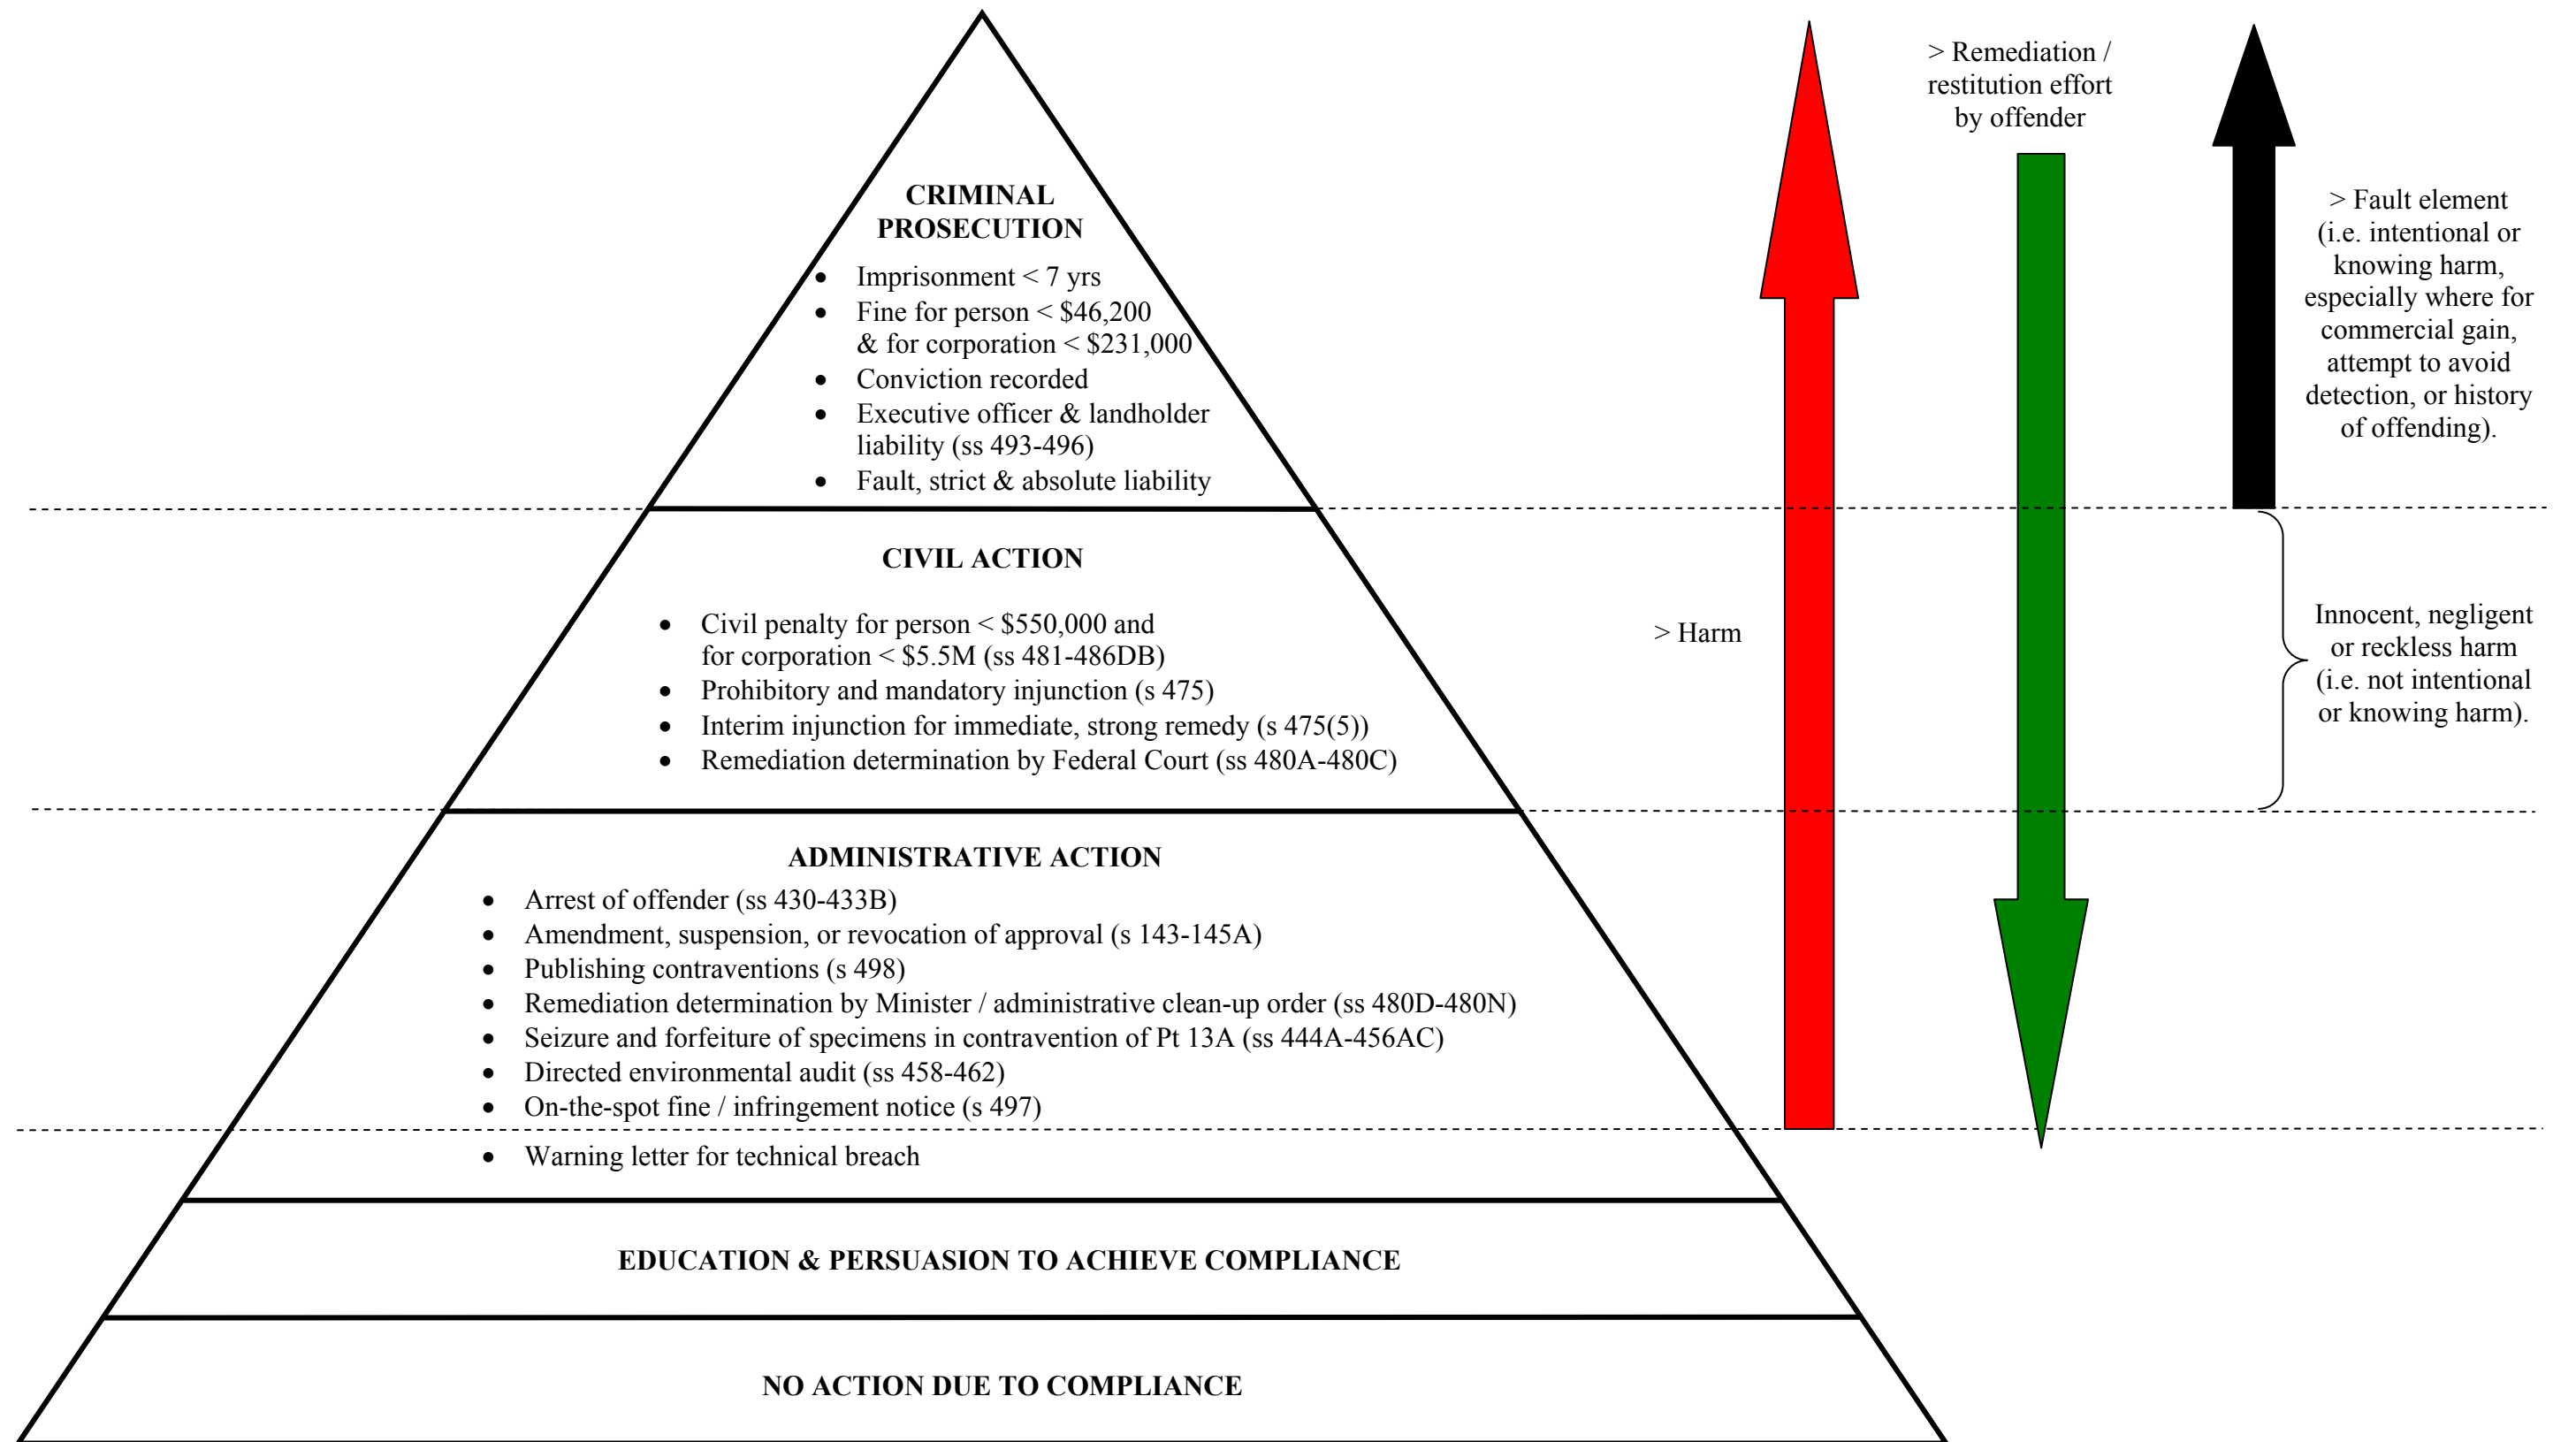 CRIMINAL
PROSECUTION
• Imprisonment < 7 yrs
• Fine for person < $46,200
& for corporation < $231,000
• Conviction recorded
• Executive officer & landholder
liability (ss 493-496)
• Fault, strict & absolute liability
CIVIL ACTION
• Civil penalty for person < $550,000 and
for corporation < $5.5M (ss 481-486DB)
• Prohibitory and mandatory injunction (s 475)
• Interim injunction for immediate, strong remedy (s 475(5))
• Remediation determination by Federal Court (ss 480A-480C)
ADMINISTRATIVE ACTION
• Arrest of offender (ss 430-433B)
• Amendment, suspension, or revocation of approval (s 143-145A)
• Publishing contraventions (s 498)
• Remediation determination by Minister / administrative clean-up order (ss 480D-480N)
• Seizure and forfeiture of specimens in contravention of Pt 13A (ss 444A-456AC)
• Directed environmental audit (ss 458-462)
• On-the-spot fine / infringement notice (s 497)
• Warning letter for technical breach
EDUCATION & PERSUASION TO ACHIEVE COMPLIANCE
NO ACTION DUE TO COMPLIANCE
> Harm
> Remediation /
restitution effort
by offender
> Fault element
(i.e. intentional or
knowing harm,
especially where for
commercial gain,
attempt to avoid
detection, or history
of offending).
Innocent, negligent
or reckless harm
(i.e. not intentional
or knowing harm).